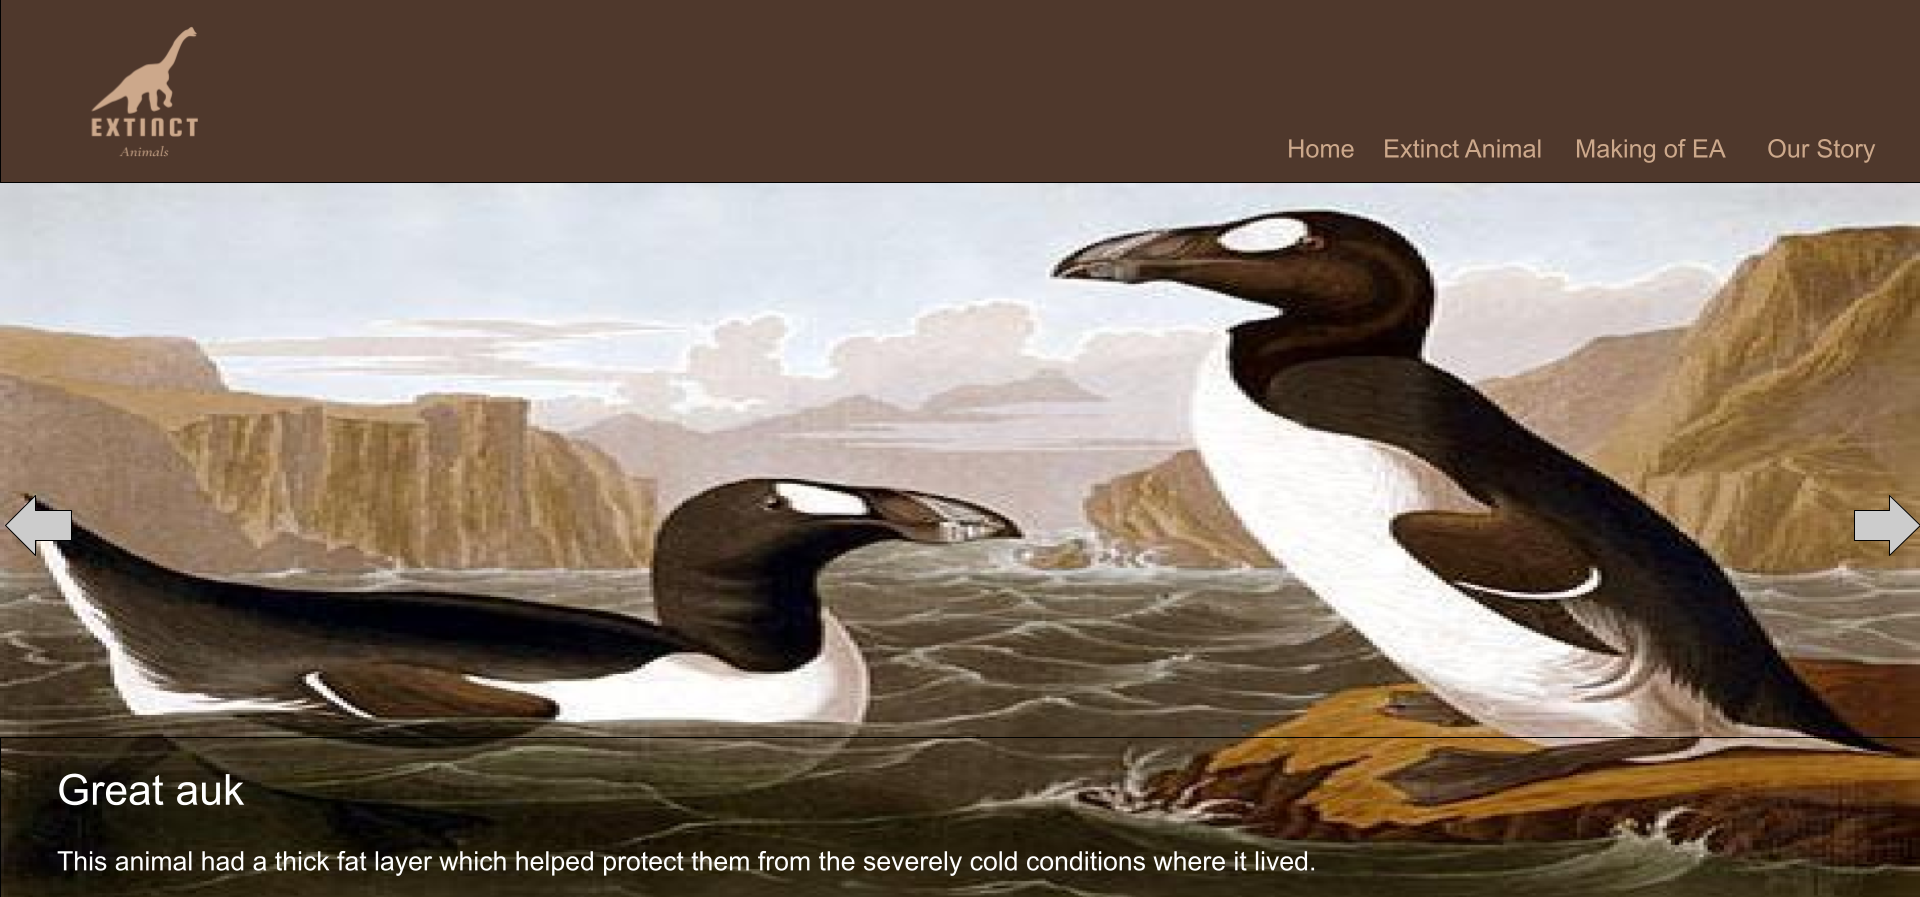 EXTINCT
Animals
Home Extinct Animal Making of EA Our Story
Great auk
This animal had a thick fat layer which helped protect them from the severely cold conditions where it lived.